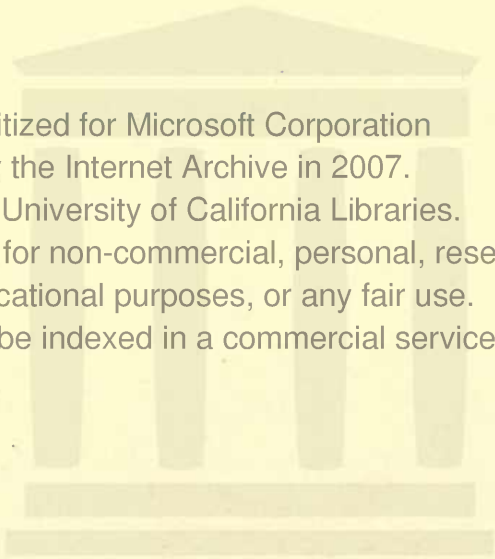 itized for Microsoft Corporation
the Internet Archive in 2007.
University of California Libraries.
for non-commercial, personal, rese
cational purposes, or any fair use.
be indexed in a commercial service